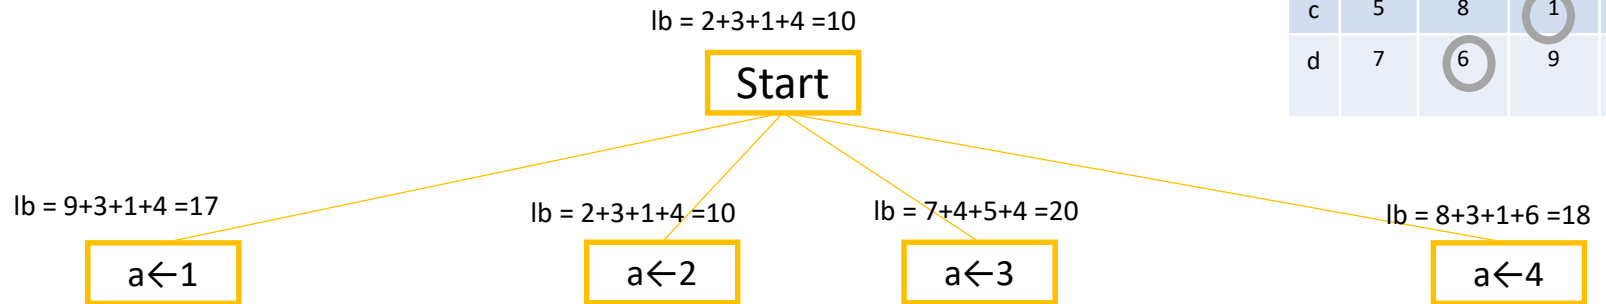 lb = 2+3+1+4 =10
c 5 8 1
d 7 6 9
Start
lb = 9+3+1+4 =17
lb = 2+3+1+4 =10
lb = 7+4+5+4 =20
lb = 8+3+1+6 =18
a←1
a←2
a←3
a←4